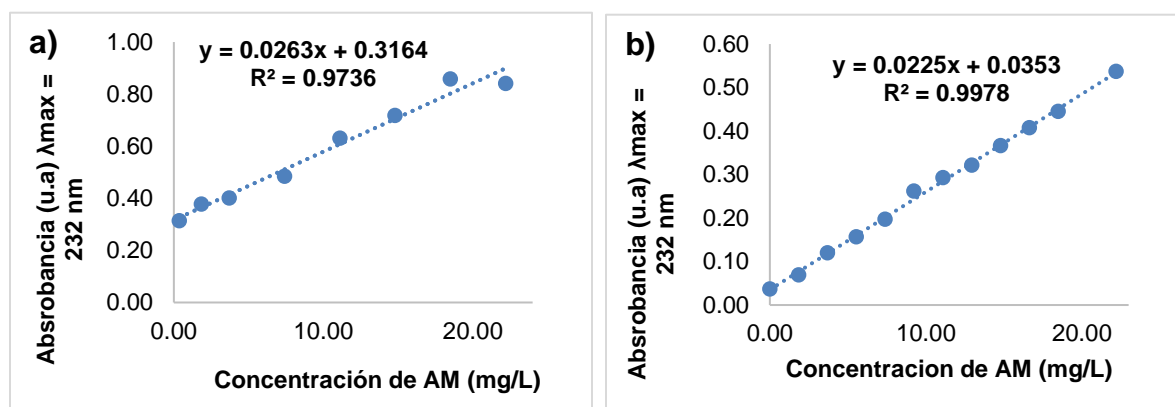 a)
y = 0.0263x + 0.3164
R² = 0.9736
1.00
0.80
0.60
0.40
0.20
0.00
0.00 10.00 20.00
Absrobancia (u.a) λmax =
232 nm
Concentración de AM (mg/L)
b)
y = 0.0225x + 0.0353
R² = 0.9978
0.60
0.50
0.40
0.30
0.20
0.10
0.00
0.00 10.00 20.00
Absrobancia (u.a) λmax =
232 nm
Concentracion de AM (mg/L)